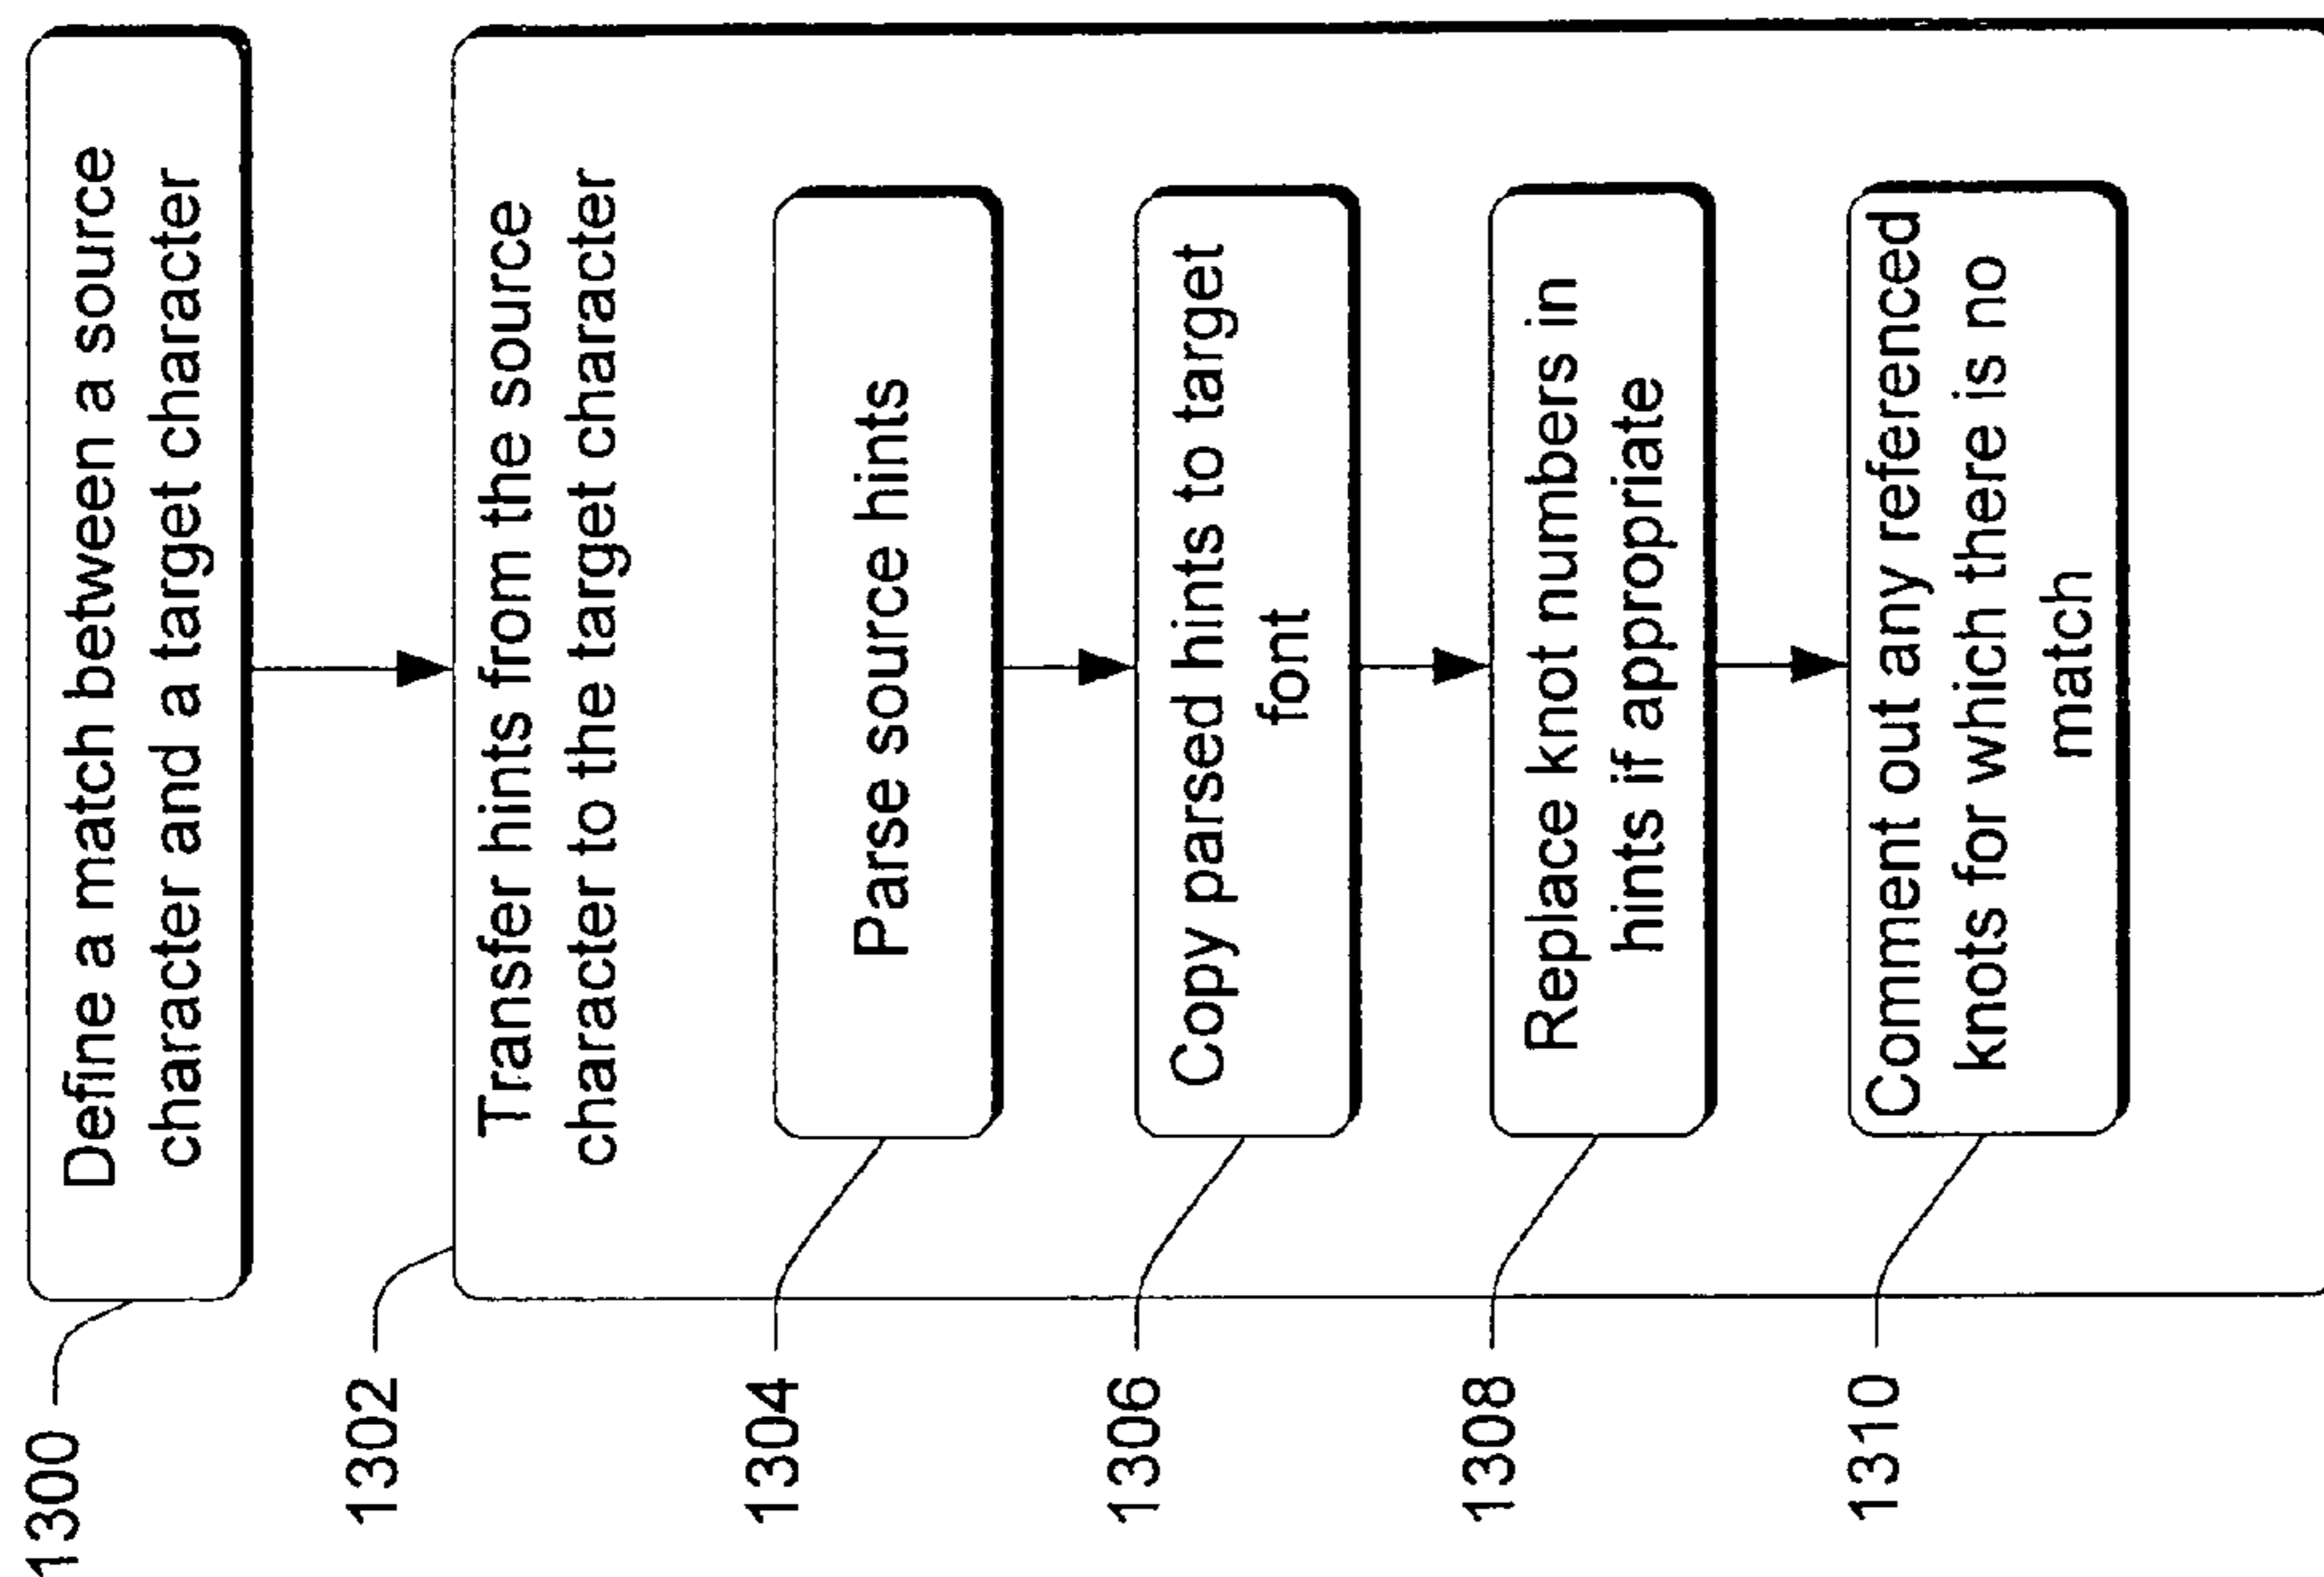 1300
Define a match between a source
character and a target character
1302
Transfer hints from the source
character to the target character
1304
Parse source hints
1306
Copy parsed hints to target
font
1308
Replace knot numbers in
hints if appropriate
1310
Comment out any referenced
knots for which there is no
match